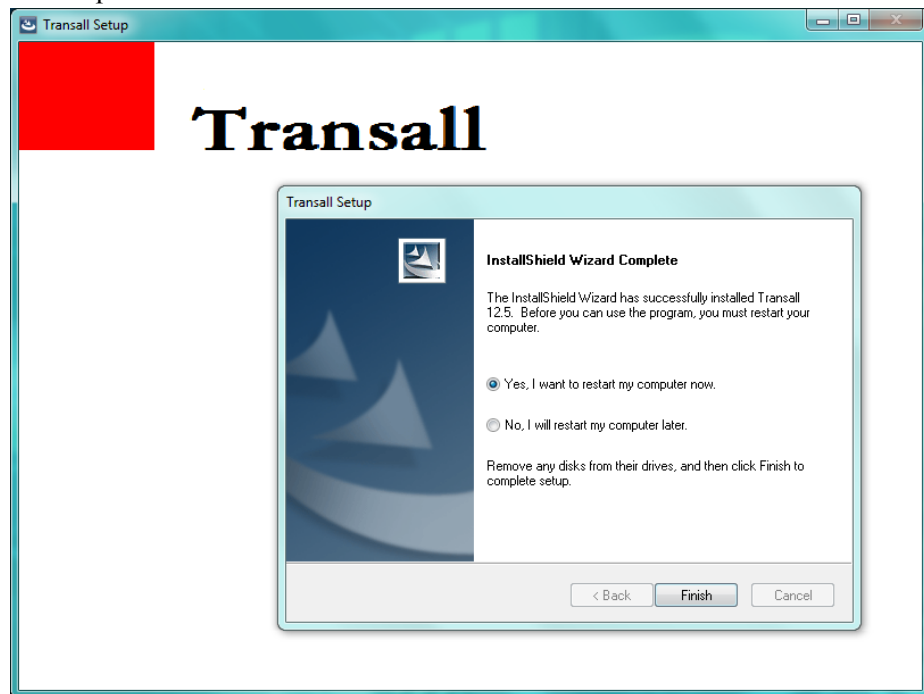 Transall Setup
Transall
Transall Setup
InstallShield Wizard Complete
The InstallShield Wizard has successfully installed Transall
12.5. Before you can use the program, you must restart your
computer.
Yes, I want to restart my computer now.
No, I will restart my computer later.
Remove any disks from their drives, and then click Finish to
complete setup.
< Back
Finish
Cancel